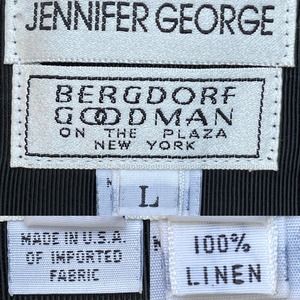 JENNIFER GEORGE
BERGDORF
GOODMAN
ON THE PLAZA
NEW YORK
L
MADE IN U.S.A.
OF IMPORTED
FABRIC
100%
LINEN